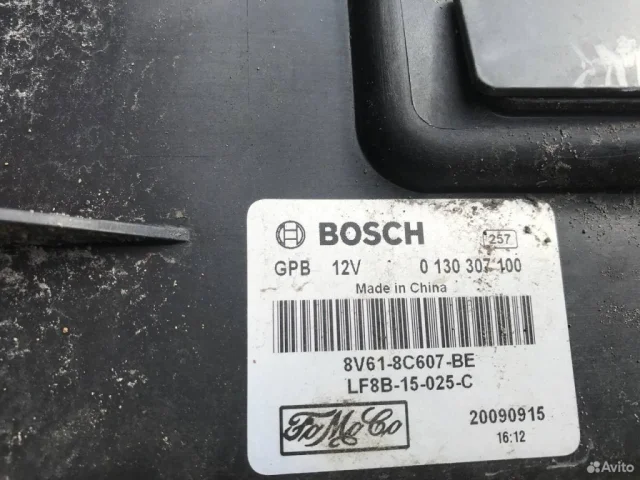 BOSCH 257
GPB 12V 0 130 307 100
Made in China
8V61-8C607-BE
LF8B-15-025-C
FoMoCo 20090915
16:12
Avito